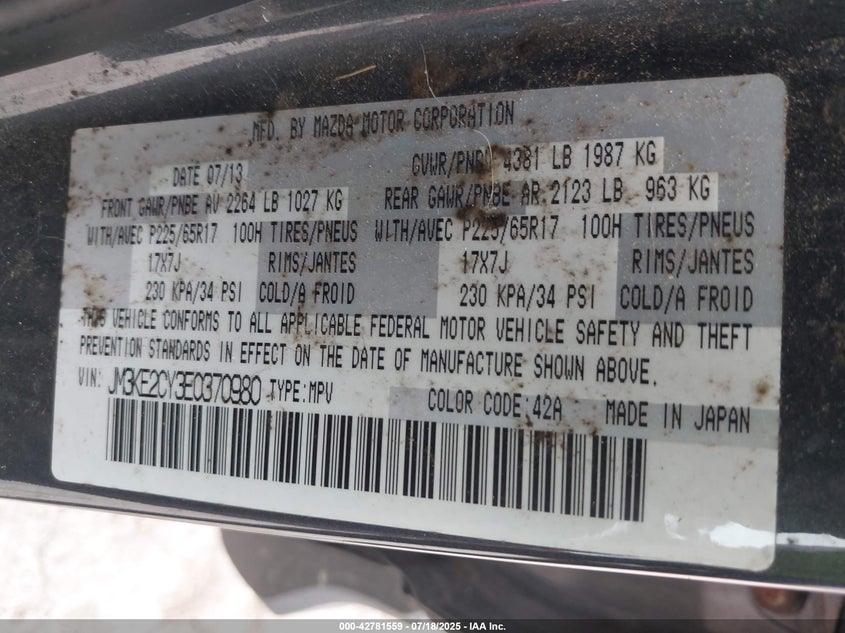 MFD. BY MAZDA MOTOR CORPORATION
DATE 07/13 GVWR/PNBV 4381 LB 1987 KG
FRONT GAWR/PNBE AV 2264 LB 1027 KG REAR GAWR/PNBE AR 2123 LB 963 KG
WITH/AVEC P225/65R17 100H TIRES/PNEUS WITH/AVEC P225/65R17 100H TIRES/PNEUS
17X7J RIMS/JANTES 17X7J RIMS/JANTES
230 KPA/34 PSI COLD/A FROID 230 KPA/34 PSI COLD/A FROID
THIS VEHICLE CONFORMS TO ALL APPLICABLE FEDERAL MOTOR VEHICLE SAFETY AND THEFT
PREVENTION STANDARDS IN EFFECT ON THE DATE OF MANUFACTURE SHOWN ABOVE.
VIN: JM3KE2CY3E0370980 TYPE:MPV COLOR CODE:42A MADE IN JAPAN
000-42781559 - 07/18/2025 - IAA Inc.